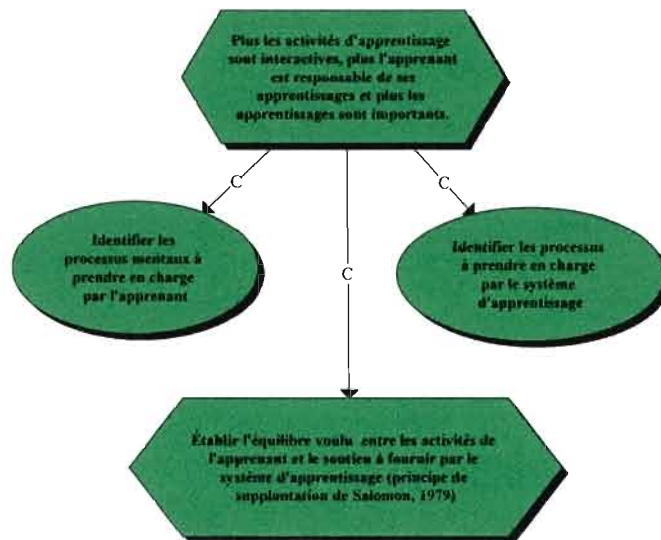 Plus les activités d'apprentissage
sont interactives, plus l'apprenant
est responsable de ses
apprentissages et plus les
apprentissages sont importants.
C
C
C
Identifier les
processus mentaux à
prendre en charge
par l'apprenant
Identifier les processus
à prendre en charge
par le système
d'apprentissage
Établir l'équilibre voulu entre les activités de
l'apprenant et le soutien à fournir par le
système d'apprentissage (principe de
supplantation de Salomon, 1979)